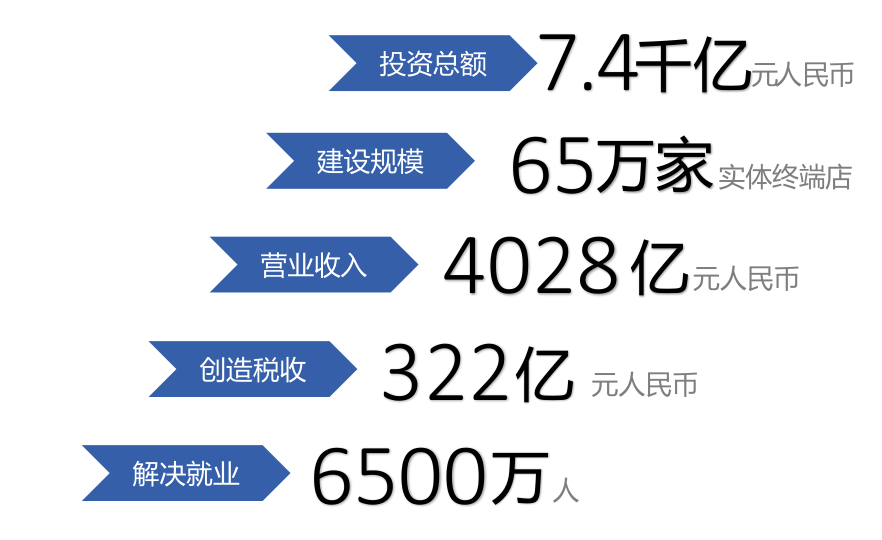 投资总额 7.4千亿元人民币
建设规模 65万家实体终端店
营业收入 4028亿元人民币
创造税收 322亿 元人民币
解决就业 6500万人